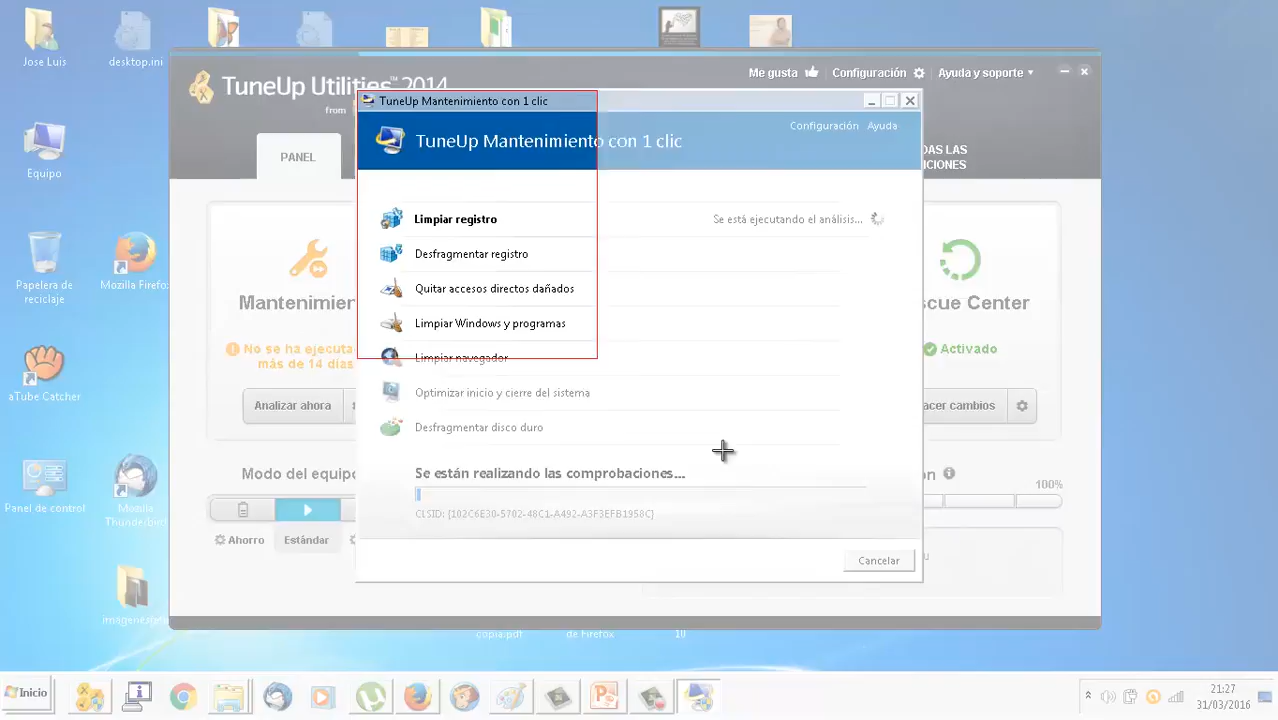 Jose Luis
desktop.ini
TuneUp Utilities™ 2014
from
Me gusta
Configuración
Ayuda y soporte
TuneUp Mantenimiento con 1 clic
TuneUp Mantenimiento con 1 clic
Configuración
Ayuda
PANEL
Equipo
Limpiar registro
Se está ejecutando el análisis...
Desfragmentar registro
Quitar accesos directos dañados
Limpiar Windows y programas
Limpiar navegador
Optimizar inicio y cierre del sistema
Desfragmentar disco duro
Se están realizando las comprobaciones...
CLSID: {102C6E30-5702-48C1-A492-A3F3EFB1958C}
Cancelar
Papelera de
reciclaje
Mozilla Firefo
No se ha ejecuta
más de 14 días
Analizar ahora
Center
Activado
cambios
aTube Catcher
Panel de control
Mozilla
Thunderbird
Modo del equipo
Ahorro
Estándar
100%
copia.pdf
de Firefox
10
Inicio
21:27
31/03/2016